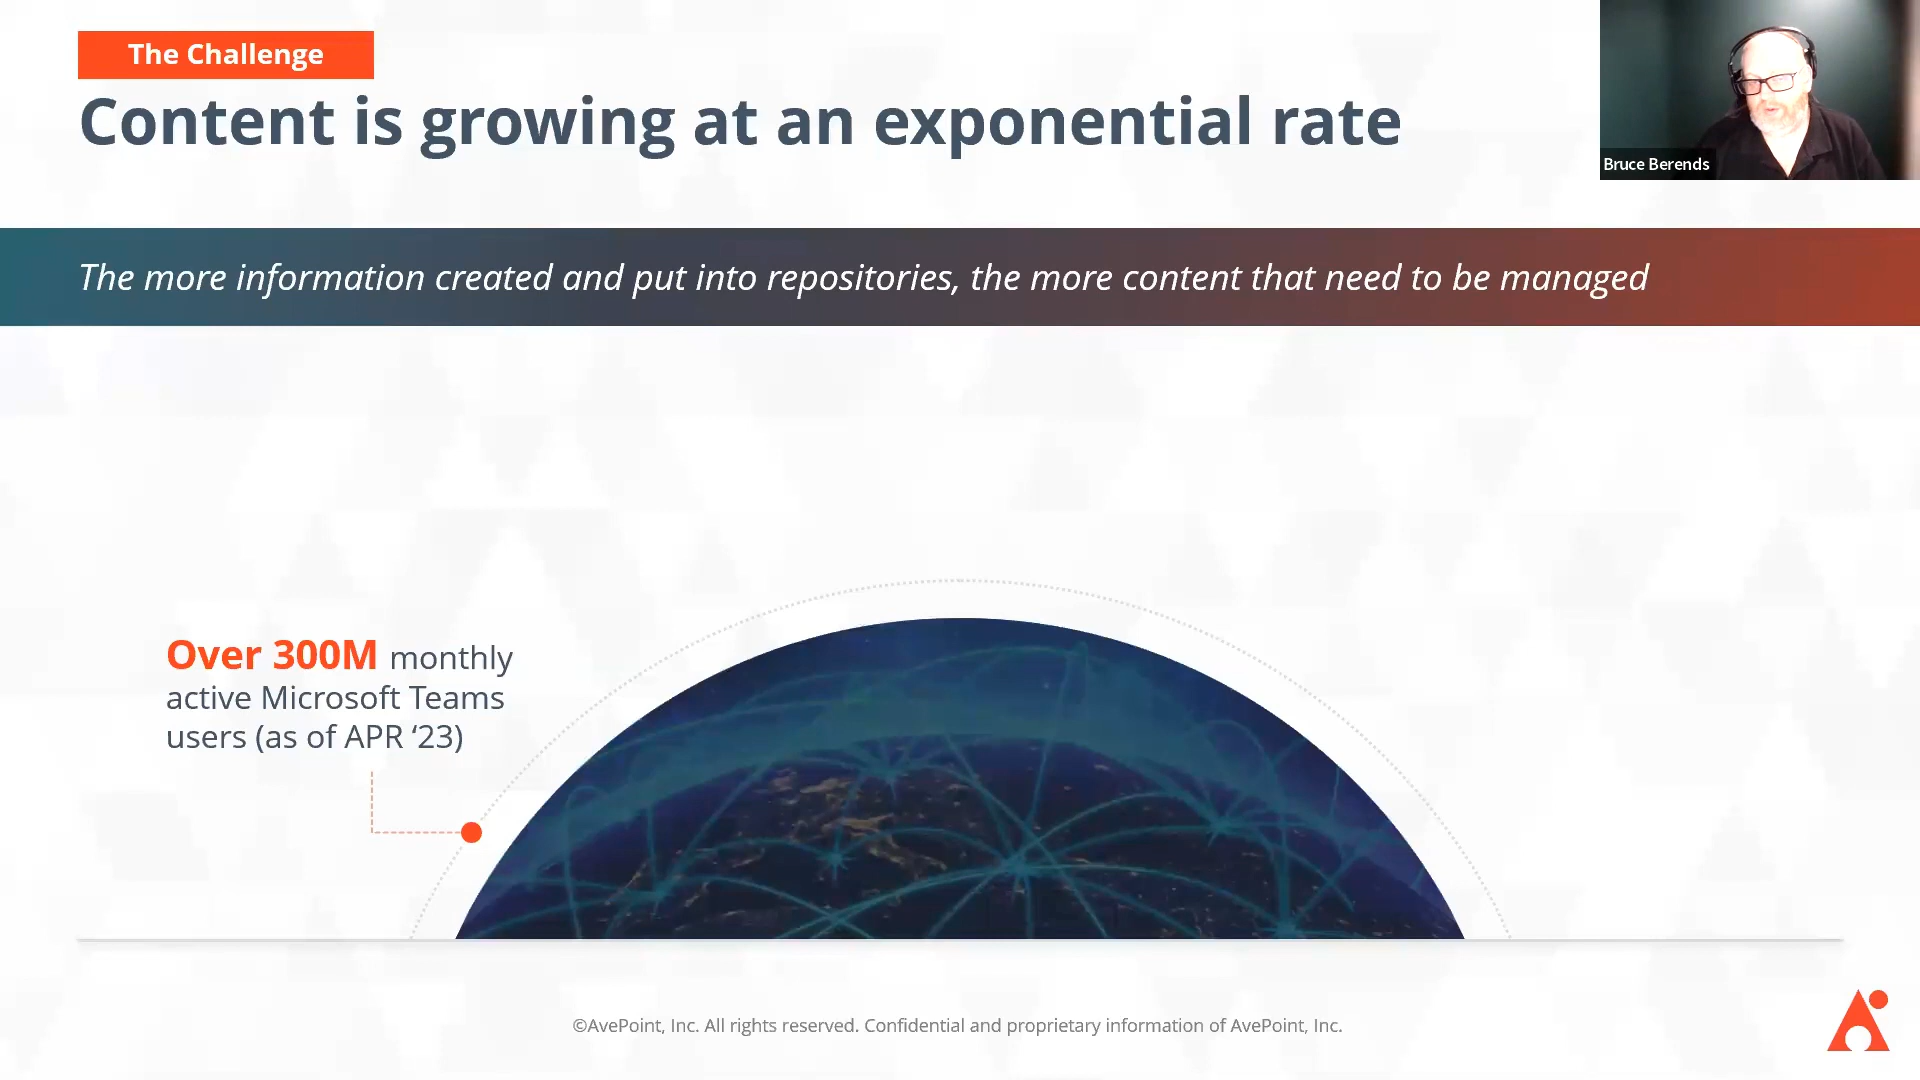 The Challenge
Content is growing at an exponential rate
Bruce Berends
The more information created and put into repositories, the more content that need to be managed
Over 300M monthly
active Microsoft Teams
users (as of APR ‘23)
©AvePoint, Inc. All rights reserved. Confidential and proprietary information of AvePoint, Inc.